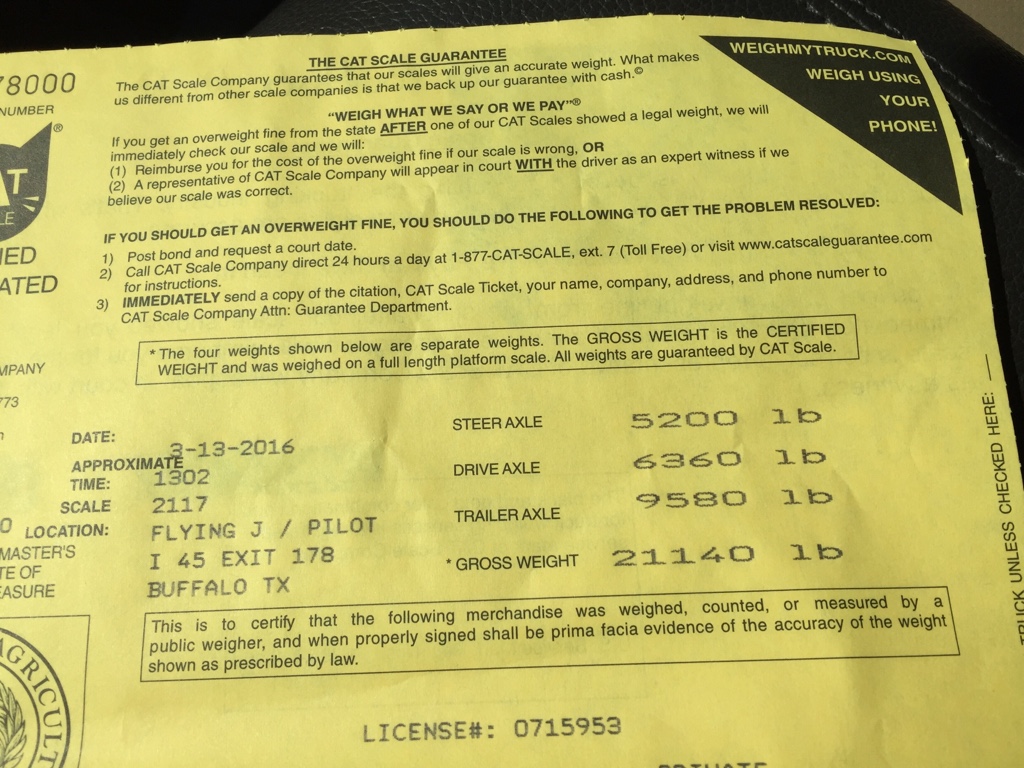 THE CAT SCALE GUARANTEE
The CAT Scale Company guarantees that our scales will give an accurate weight. What makes
us different from other scale companies is that we back up our guarantee with cash.©
WEIGHMYTRUCK.COM
WEIGH USING
YOUR
PHONE!
78000
NUMBER
"WEIGH WHAT WE SAY OR WE PAY"®
If you get an overweight fine from the state AFTER one of our CAT Scales showed a legal weight, we will
immediately check our scale and we will:
(1) Reimburse you for the cost of the overweight fine if our scale is wrong, OR
(2) A representative of CAT Scale Company will appear in court WITH the driver as an expert witness if we
believe our scale was correct.
®
AT
LE
IED
ATED
IF YOU SHOULD GET AN OVERWEIGHT FINE, YOU SHOULD DO THE FOLLOWING TO GET THE PROBLEM RESOLVED:
1) Post bond and request a court date.
2) Call CAT Scale Company direct 24 hours a day at 1-877-CAT-SCALE, ext. 7 (Toll Free) or visit www.catscaleguarantee.com
for instructions.
3) IMMEDIATELY send a copy of the citation, CAT Scale Ticket, your name, company, address, and phone number to
CAT Scale Company Attn: Guarantee Department.
* The four weights shown below are separate weights. The GROSS WEIGHT is the CERTIFIED
WEIGHT and was weighed on a full length platform scale. All weights are guaranteed by CAT Scale.
MPANY
773
DATE: 3-13-2016
APPROXIMATE
TIME: 1302
SCALE 2117
LOCATION: FLYING J / PILOT
I 45 EXIT 178
BUFFALO TX
STEER AXLE 5200 lb
DRIVE AXLE 6360 lb
TRAILER AXLE 9580 lb
* GROSS WEIGHT 21140 lb
0
MASTER'S
TE OF
EASURE
This is to certify that the following merchandise was weighed, counted, or measured by a
public weigher, and when properly signed shall be prima facia evidence of the accuracy of the weight
shown as prescribed by law.
AGRICULT
LICENSE#: 0715953
PRIVATE
TRUCK UNLESS CHECKED HERE: